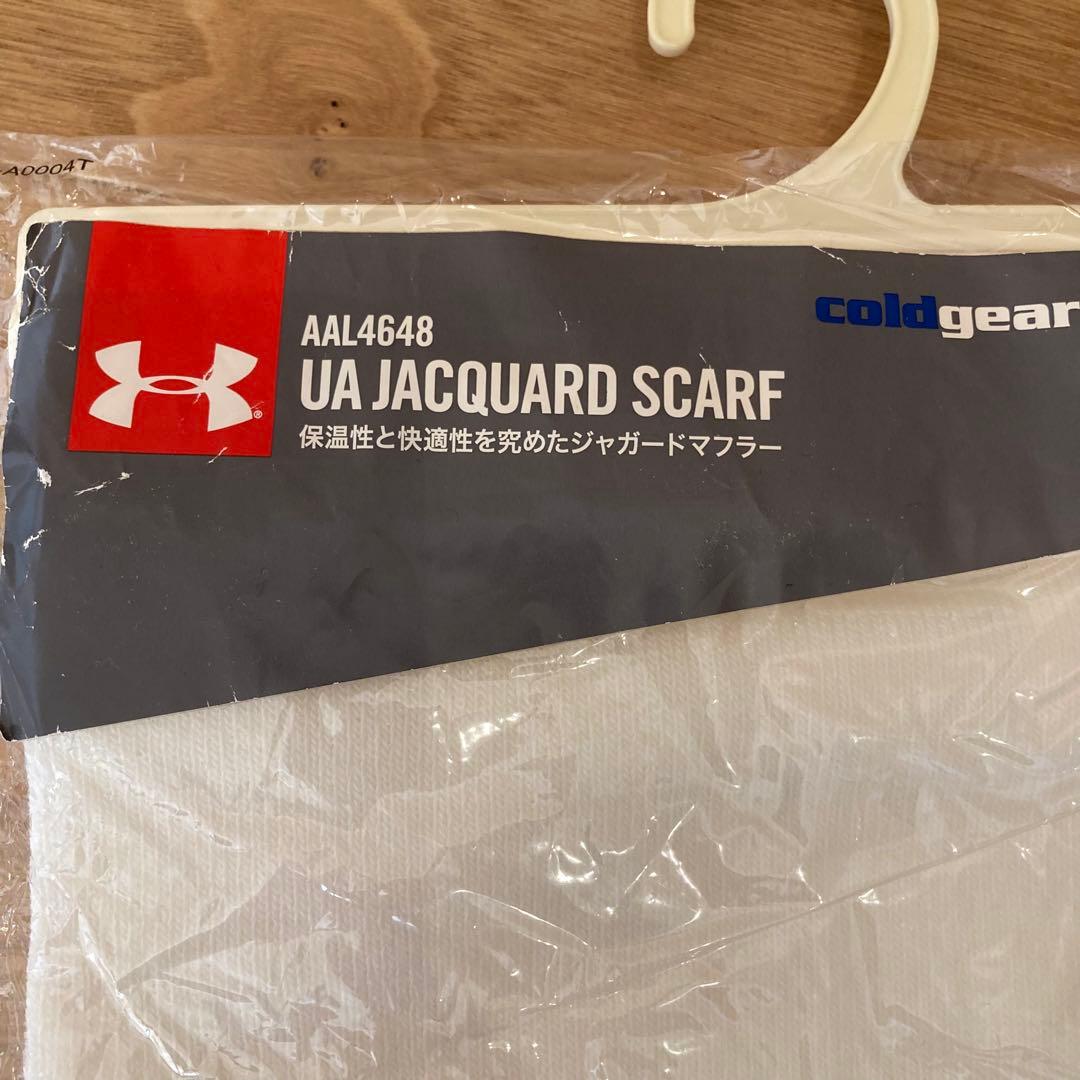 A0004T
AAL4648
UA JACQUARD SCARF
保温性と快適性を究めたジャガードマフラー
coldgear
®